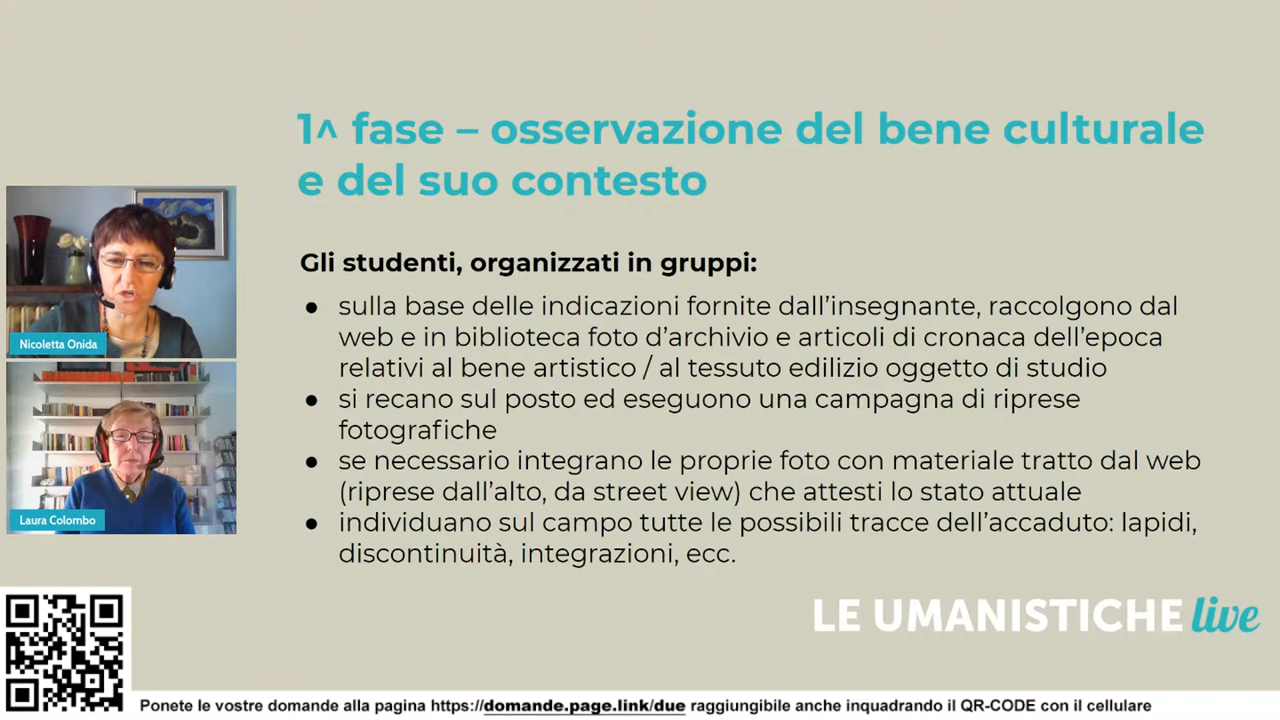 1^ fase – osservazione del bene culturale
e del suo contesto
Gli studenti, organizzati in gruppi:
● sulla base delle indicazioni fornite dall'insegnante, raccolgono dal
web e in biblioteca foto d'archivio e articoli di cronaca dell'epoca
relativi al bene artistico / al tessuto edilizio oggetto di studio
● si recano sul posto ed eseguono una campagna di riprese
fotografiche
● se necessario integrano le proprie foto con materiale tratto dal web
(riprese dall'alto, da street view) che attesti lo stato attuale
● individuano sul campo tutte le possibili tracce dell'accaduto: lapidi,
discontinuità, integrazioni, ecc.
Nicoletta Onida
Laura Colombo
LE UMANISTICHE live
Ponete le vostre domande alla pagina https://domande.page.link/due raggiungibile anche inquadrando il QR-CODE con il cellulare